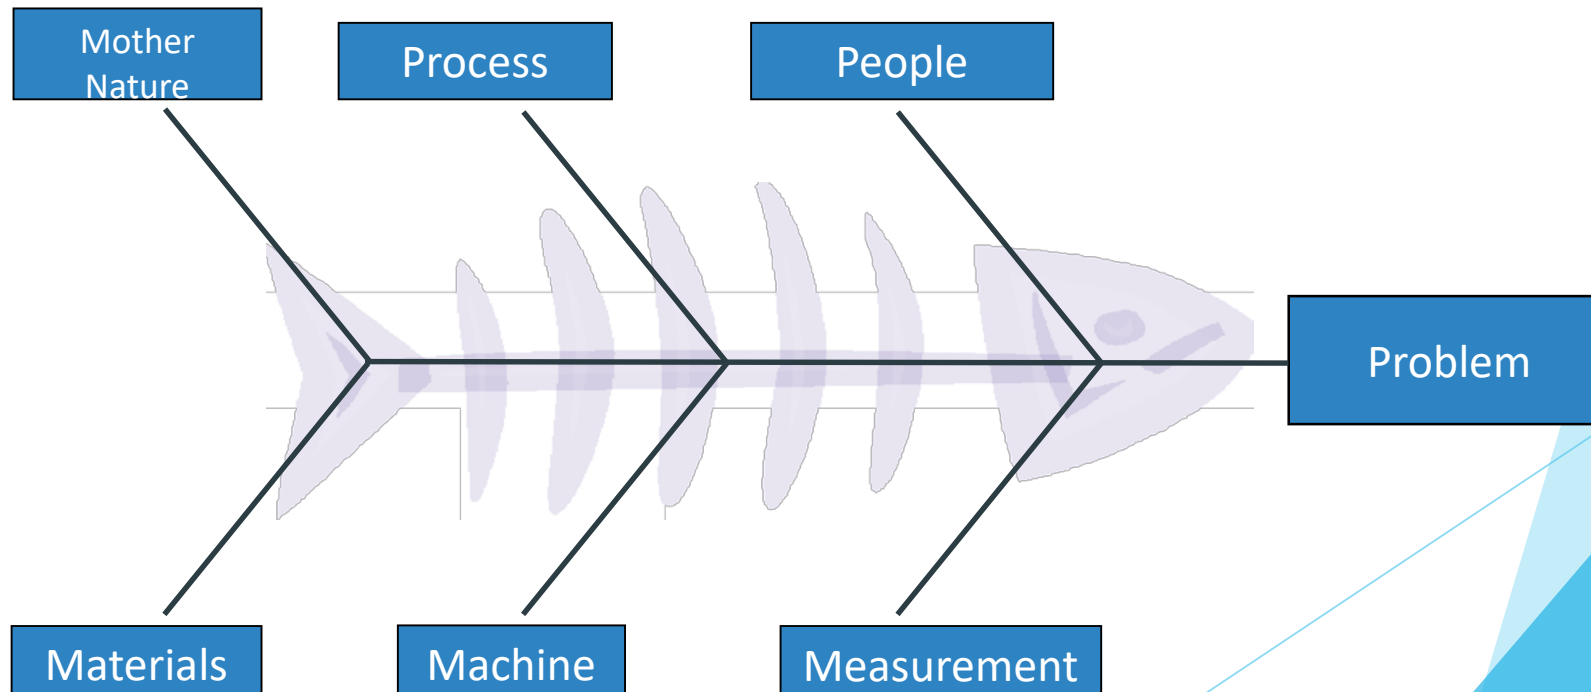 Mother
Nature
Process
People
Problem
Materials
Machine
Measurement